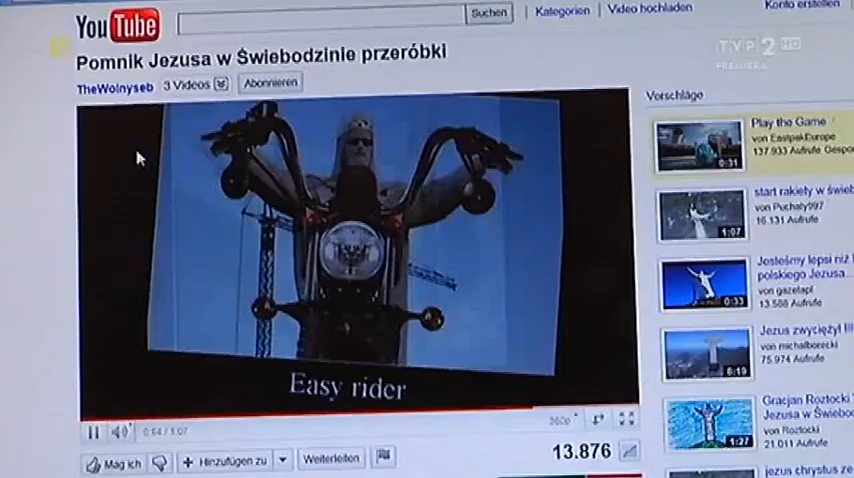 YouTube
Suchen
Kategorien
Video hochladen
Konto erstellen
TVP 2 HD
PREMIERA
Pomnik Jezusa w Świebodzinie przeróbki
TheWolnyseb
3 Videos
Abonnieren
Easy rider
0:54 / 1:07
360p
Mag ich
Hinzufügen zu
Weiterleiten
13.876
Vorschläge
Play the Game
von EastpakEurope
137.933 Aufrufe
0:31
start rakiety w świeb
von Puchaty997
16.131 Aufrufe
1:07
Jesteśmy lepsi niż
polskiego Jezusa...
von gazetapl
13.588 Aufrufe
0:33
Jezus zwyciężył !!!
von michalborecki
75.974 Aufrufe
6:19
Gracjan Roztocki
Jezusa w Świebo
von Roztocki
21.011 Aufrufe
1:27
jezus chrystus ze